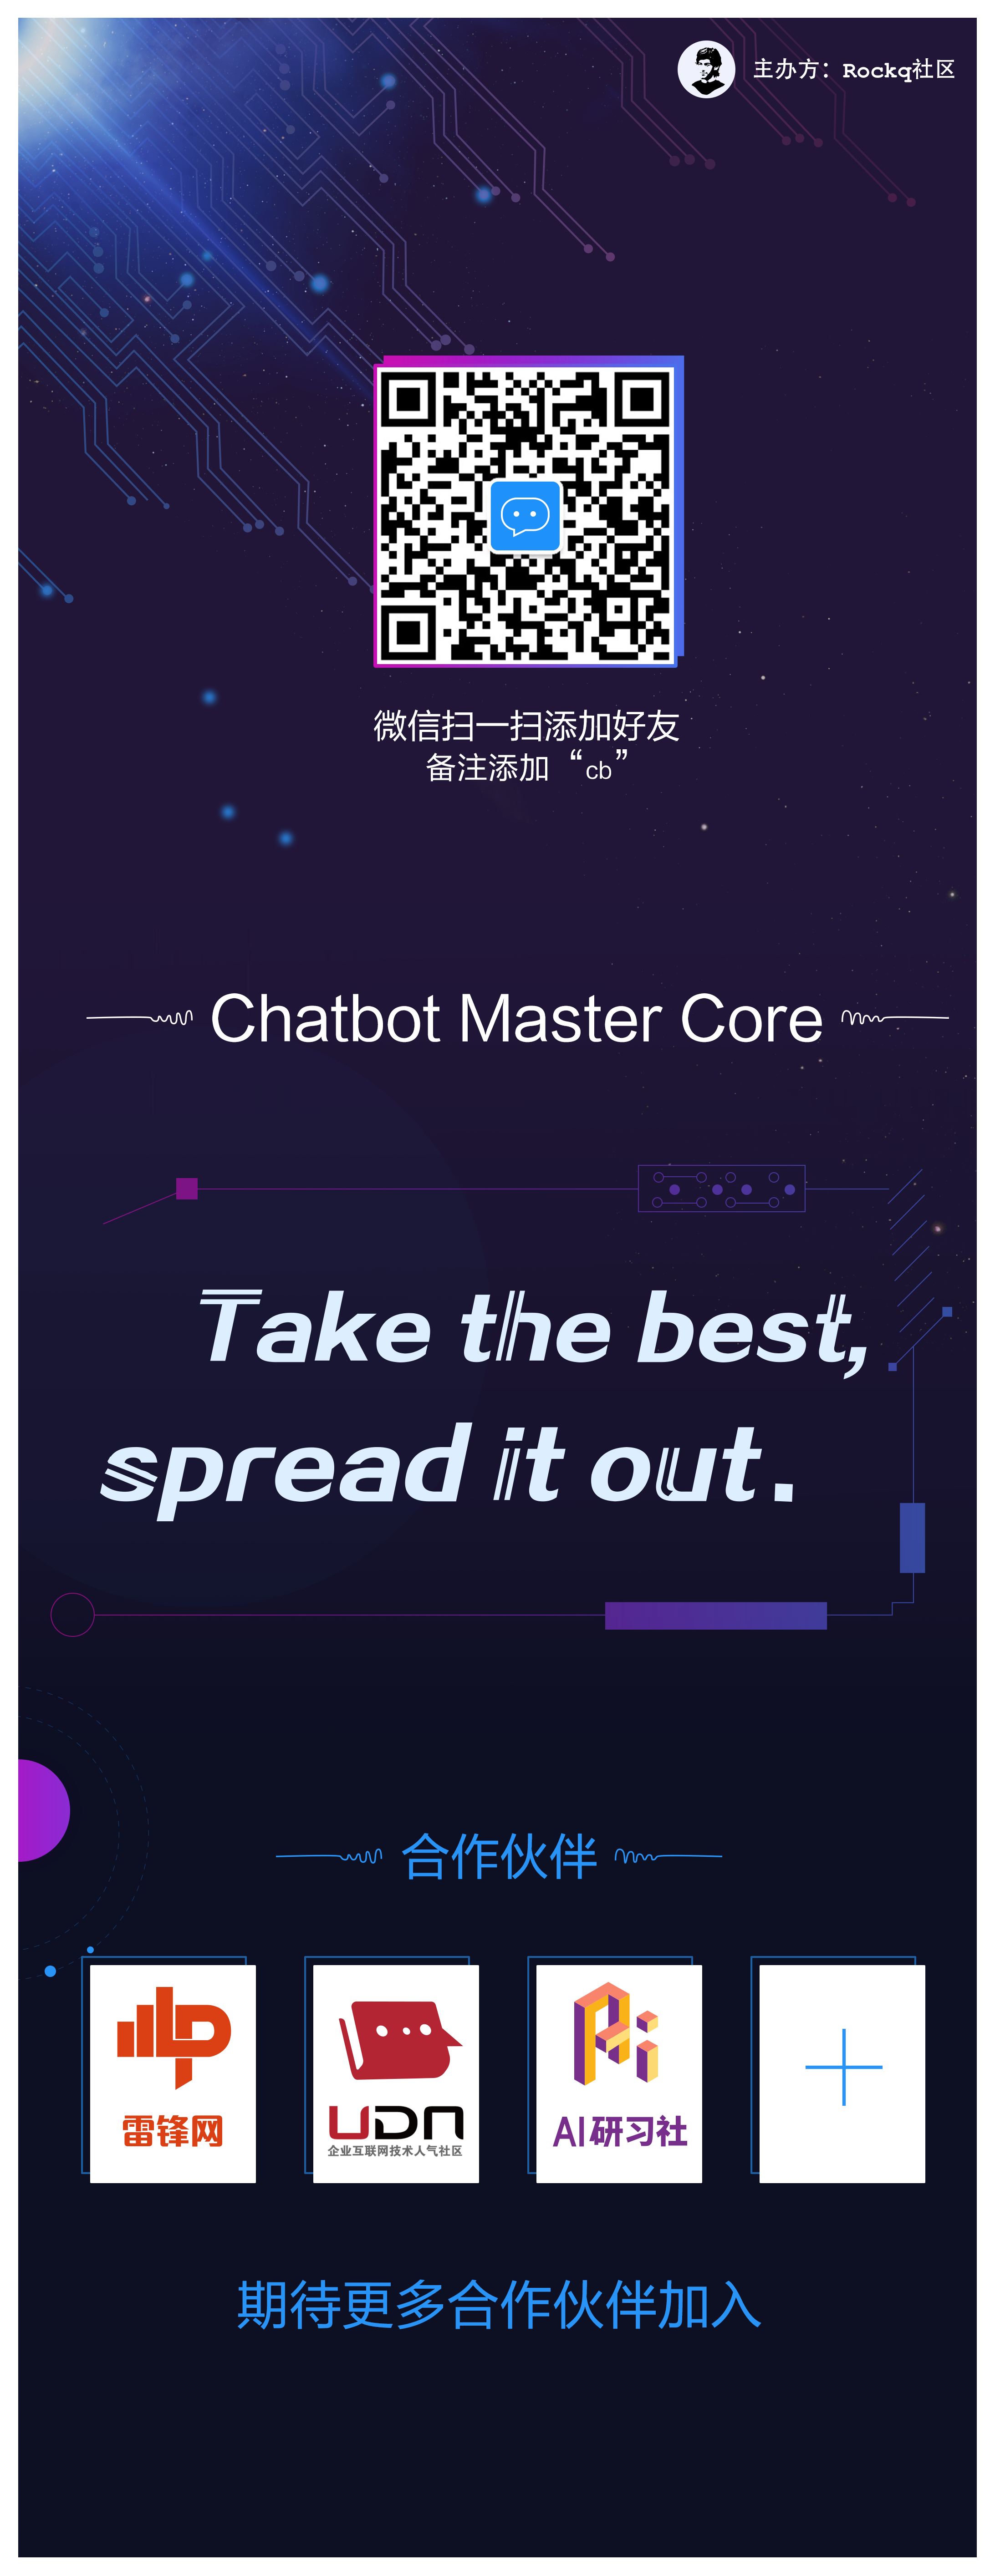 主办方：Rockq社区
微信扫一扫添加好友
备注添加“cb”
Chatbot Master Core
Take the best,
spread it out.
合作伙伴
雷锋网
UDN
企业互联网技术人气社区
AI研习社
期待更多合作伙伴加入